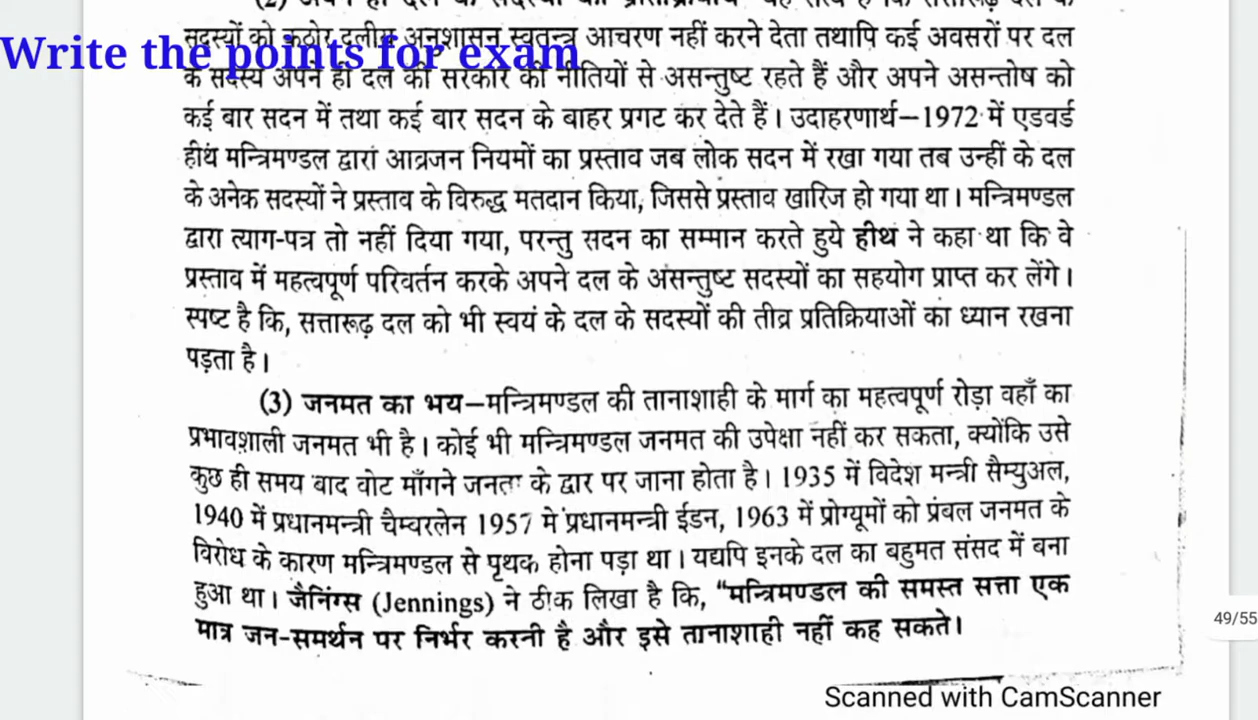 सदस्यों को कठोर दलीय अनुशासन स्वतन्त्र आचरण नहीं करने देता तथापि कई अवसरों पर दल
Write the points for exam
के सदस्य अपने ही दल की सरकार की नीतियों से असन्तुष्ट रहते हैं और अपने असन्तोष को
कई बार सदन में तथा कई बार सदन के बाहर प्रगट कर देते हैं। उदाहरणार्थ–1972 में एडवर्ड
हीथ मन्त्रिमण्डल द्वारा आव्रजन नियमों का प्रस्ताव जब लोक सदन में रखा गया तब उन्हीं के दल
के अनेक सदस्यों ने प्रस्ताव के विरुद्ध मतदान किया, जिससे प्रस्ताव खारिज हो गया था। मन्त्रिमण्डल
द्वारा त्याग-पत्र तो नहीं दिया गया, परन्तु सदन का सम्मान करते हुये हीथ ने कहा था कि वे
प्रस्ताव में महत्वपूर्ण परिवर्तन करके अपने दल के असन्तुष्ट सदस्यों का सहयोग प्राप्त कर लेंगे।
स्पष्ट है कि, सत्तारूढ़ दल को भी स्वयं के दल के सदस्यों की तीव्र प्रतिक्रियाओं का ध्यान रखना
पड़ता है।
(3) जनमत का भय–मन्त्रिमण्डल की तानाशाही के मार्ग का महत्वपूर्ण रोड़ा वहाँ का
प्रभावशाली जनमत भी है। कोई भी मन्त्रिमण्डल जनमत की उपेक्षा नहीं कर सकता, क्योंकि उसे
कुछ ही समय बाद वोट माँगने जनता के द्वार पर जाना होता है। 1935 में विदेश मन्त्री सैम्युअल,
1940 में प्रधानमन्त्री चैम्बरलेन 1957 मे प्रधानमन्त्री ईडन, 1963 में प्रोग्यूमों को प्रबल जनमत के
विरोध के कारण मन्त्रिमण्डल से पृथक होना पड़ा था। यद्यपि इनके दल का बहुमत संसद में बना
हुआ था। जैनिंग्स (Jennings) ने ठीक लिखा है कि, “मन्त्रिमण्डल की समस्त सत्ता एक
मात्र जन-समर्थन पर निर्भर करनी है और इसे तानाशाही नहीं कह सकते।
49/55
Scanned with CamScanner